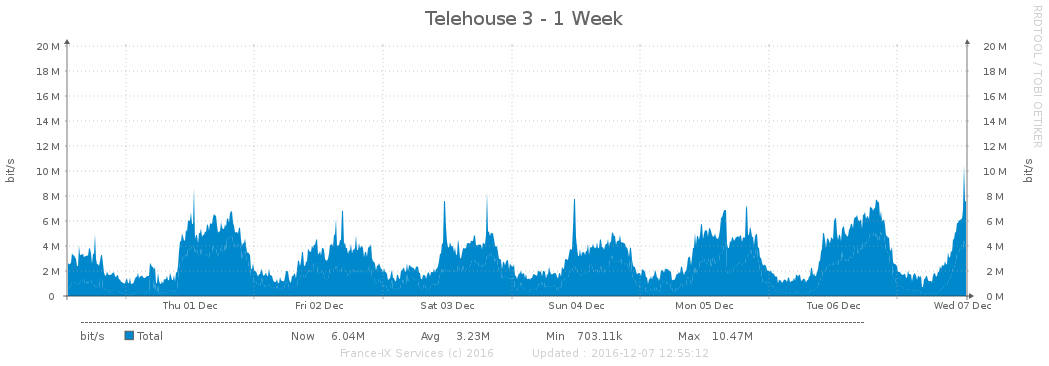 Telehouse 3 - 1 Week
RRDTOOL / TOBI OETIKER
bit/s
20 M 20 M
18 M 18 M
16 M 16 M
14 M 14 M
12 M 12 M
10 M 10 M
8 M 8 M
6 M 6 M
4 M 4 M
2 M 2 M
0 0 M
bit/s
Thu 01 Dec Fri 02 Dec Sat 03 Dec Sun 04 Dec Mon 05 Dec Tue 06 Dec Wed 07 Dec
bit/s Total Now 6.04M Avg 3.23M Min 703.11k Max 10.47M
France-IX Services (c) 2016 Updated : 2016-12-07 12:55:12